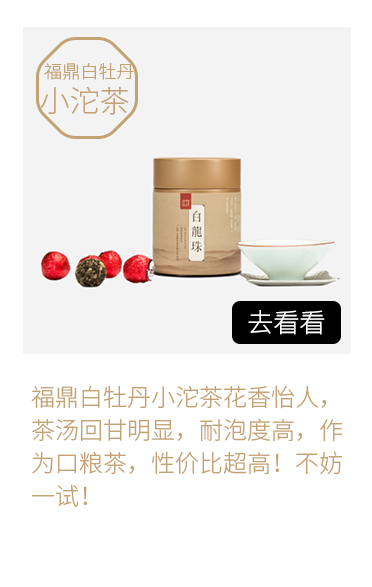 福鼎白牡丹
小沱茶
白龍珠
去看看
福鼎白牡丹小沱茶花香怡人，
茶汤回甘明显，耐泡度高，作
为口粮茶，性价比超高！不妨
一试！